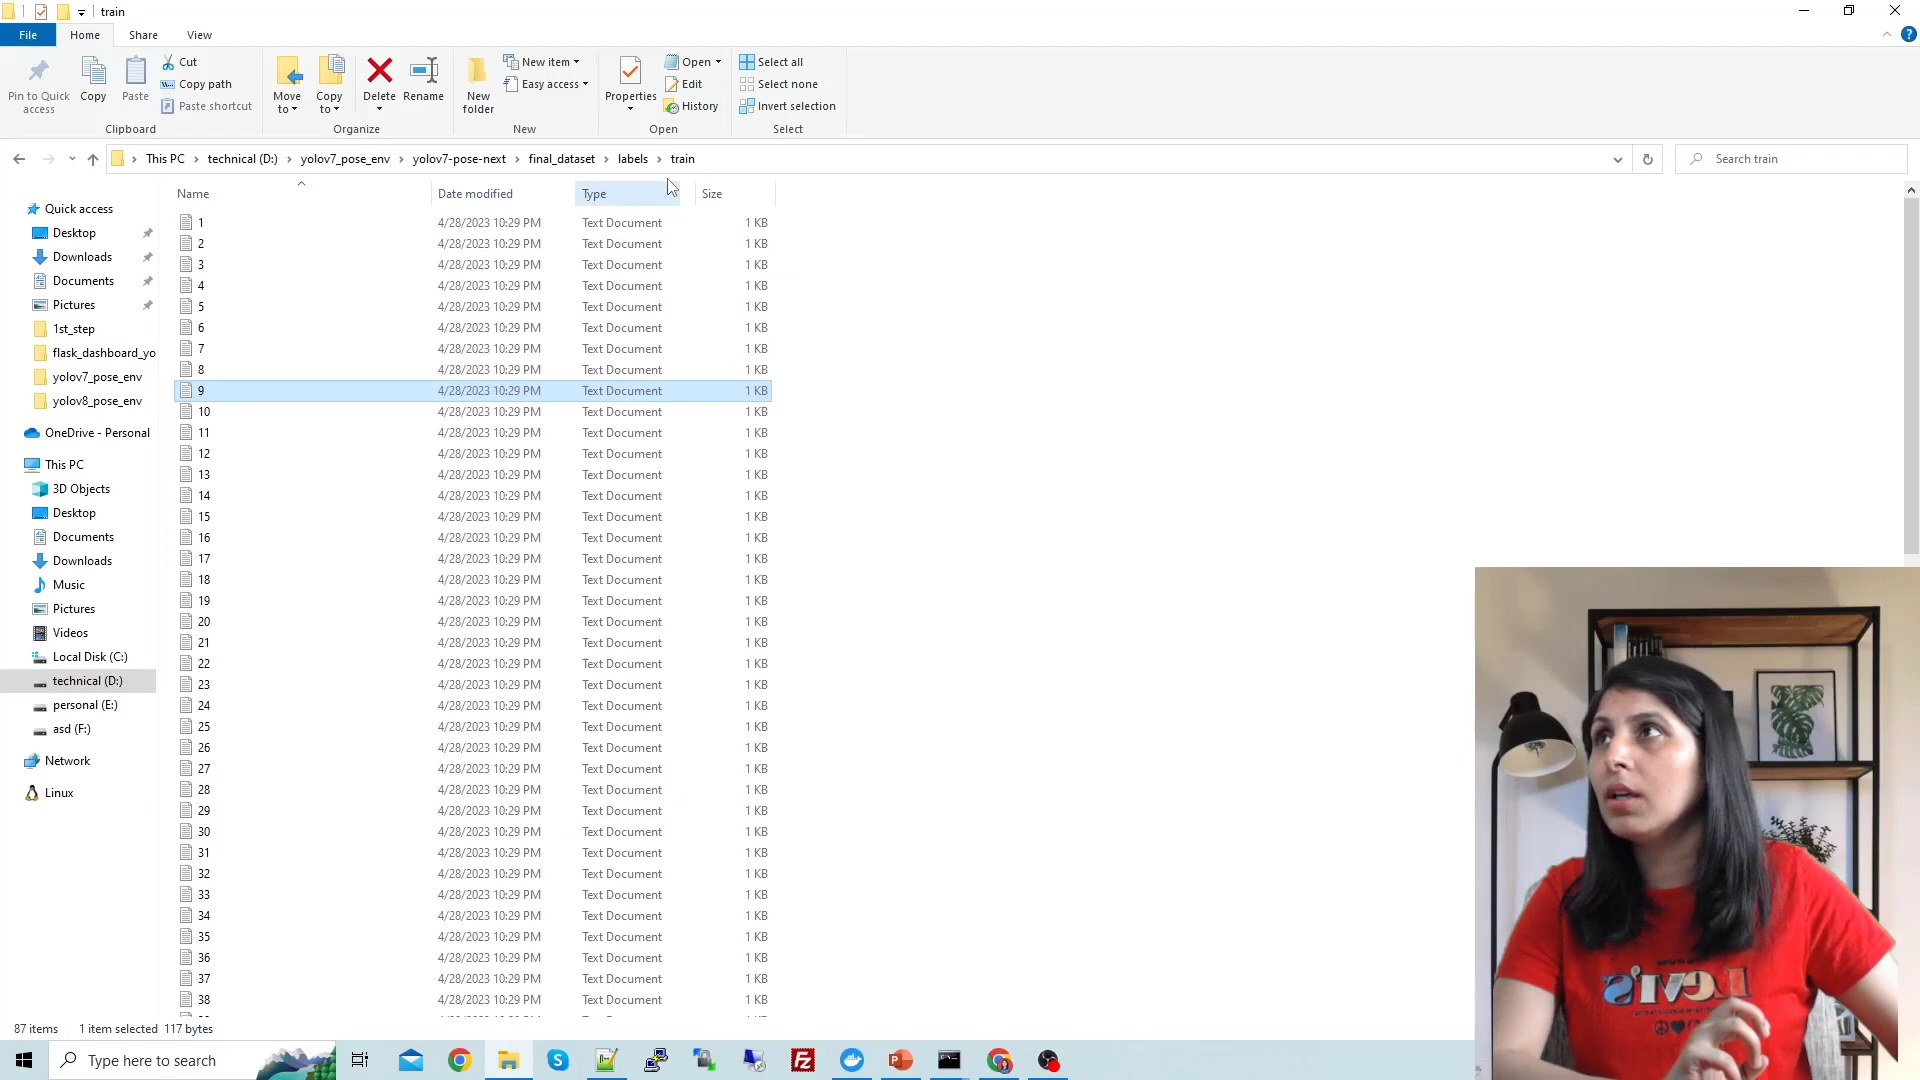 train
File Home Share View
Pin to Quick access
Copy
Paste
Cut
Copy path
Paste shortcut
Clipboard
Move to
Copy to
Delete
Rename
Organize
New folder
New item
Easy access
New
Properties
Open
Edit
History
Open
Select all
Select none
Invert selection
Select
This PC > technical (D:) > yolov7_pose_env > yolov7-pose-next > final_dataset > labels > train
Search train
Quick access
Desktop
Downloads
Documents
Pictures
1st_step
flask_dashboard_yo
yolov7_pose_env
yolov8_pose_env
OneDrive - Personal
This PC
3D Objects
Desktop
Documents
Downloads
Music
Pictures
Videos
Local Disk (C:)
technical (D:)
personal (E:)
asd (F:)
Network
Linux
Name Date modified Type Size
1 4/28/2023 10:29 PM Text Document 1 KB
2 4/28/2023 10:29 PM Text Document 1 KB
3 4/28/2023 10:29 PM Text Document 1 KB
4 4/28/2023 10:29 PM Text Document 1 KB
5 4/28/2023 10:29 PM Text Document 1 KB
6 4/28/2023 10:29 PM Text Document 1 KB
7 4/28/2023 10:29 PM Text Document 1 KB
8 4/28/2023 10:29 PM Text Document 1 KB
9 4/28/2023 10:29 PM Text Document 1 KB
10 4/28/2023 10:29 PM Text Document 1 KB
11 4/28/2023 10:29 PM Text Document 1 KB
12 4/28/2023 10:29 PM Text Document 1 KB
13 4/28/2023 10:29 PM Text Document 1 KB
14 4/28/2023 10:29 PM Text Document 1 KB
15 4/28/2023 10:29 PM Text Document 1 KB
16 4/28/2023 10:29 PM Text Document 1 KB
17 4/28/2023 10:29 PM Text Document 1 KB
18 4/28/2023 10:29 PM Text Document 1 KB
19 4/28/2023 10:29 PM Text Document 1 KB
20 4/28/2023 10:29 PM Text Document 1 KB
21 4/28/2023 10:29 PM Text Document 1 KB
22 4/28/2023 10:29 PM Text Document 1 KB
23 4/28/2023 10:29 PM Text Document 1 KB
24 4/28/2023 10:29 PM Text Document 1 KB
25 4/28/2023 10:29 PM Text Document 1 KB
26 4/28/2023 10:29 PM Text Document 1 KB
27 4/28/2023 10:29 PM Text Document 1 KB
28 4/28/2023 10:29 PM Text Document 1 KB
29 4/28/2023 10:29 PM Text Document 1 KB
30 4/28/2023 10:29 PM Text Document 1 KB
31 4/28/2023 10:29 PM Text Document 1 KB
32 4/28/2023 10:29 PM Text Document 1 KB
33 4/28/2023 10:29 PM Text Document 1 KB
34 4/28/2023 10:29 PM Text Document 1 KB
35 4/28/2023 10:29 PM Text Document 1 KB
36 4/28/2023 10:29 PM Text Document 1 KB
37 4/28/2023 10:29 PM Text Document 1 KB
38 4/28/2023 10:29 PM Text Document 1 KB
Levi's
87 items 1 item selected 117 bytes
Type here to search